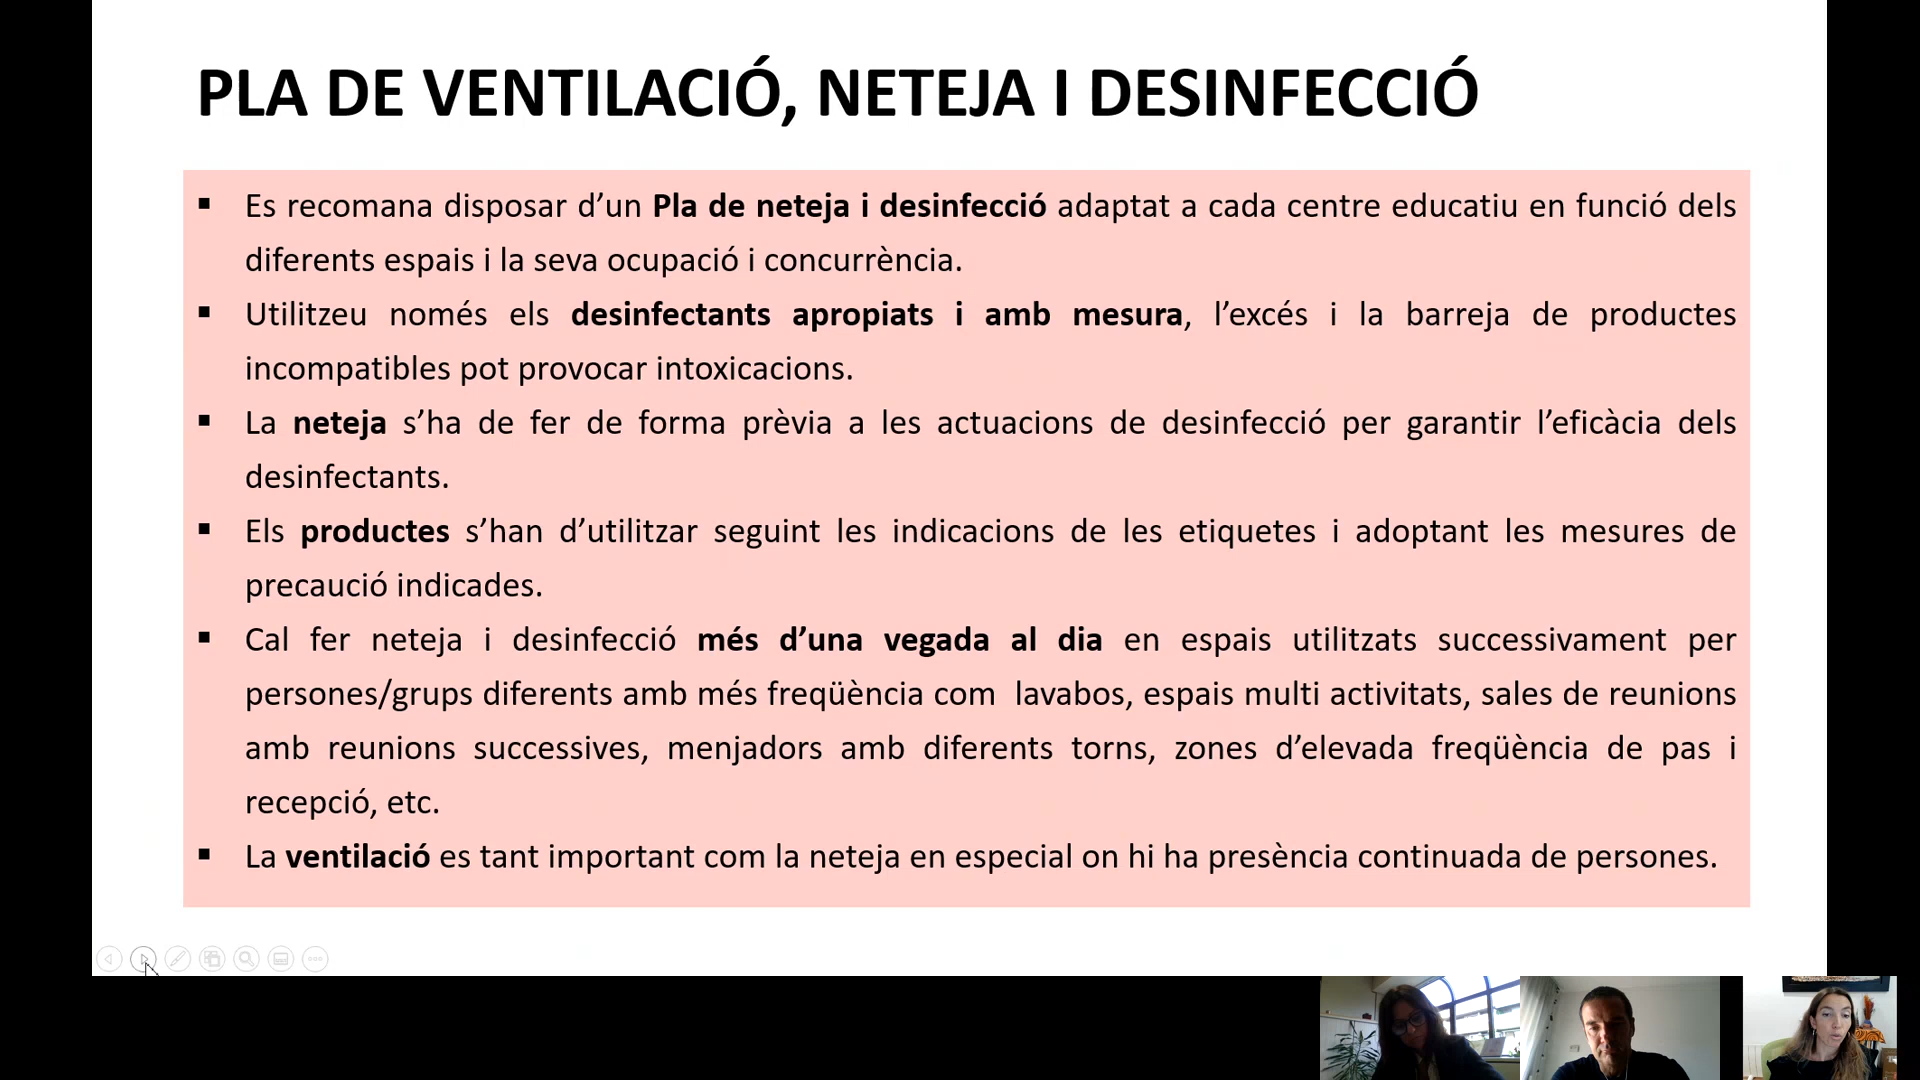 PLA DE VENTILACIÓ, NETEJA I DESINFECCIÓ
▪ Es recomana disposar d’un Pla de neteja i desinfecció adaptat a cada centre educatiu en funció dels
diferents espais i la seva ocupació i concurrència.
▪ Utilitzeu només els desinfectants apropiats i amb mesura, l’excés i la barreja de productes
incompatibles pot provocar intoxicacions.
▪ La neteja s’ha de fer de forma prèvia a les actuacions de desinfecció per garantir l’eficàcia dels
desinfectants.
▪ Els productes s’han d’utilitzar seguint les indicacions de les etiquetes i adoptant les mesures de
precaució indicades.
▪ Cal fer neteja i desinfecció més d’una vegada al dia en espais utilitzats successivament per
persones/grups diferents amb més freqüència com lavabos, espais multi activitats, sales de reunions
amb reunions successives, menjadors amb diferents torns, zones d’elevada freqüència de pas i
recepció, etc.
▪ La ventilació es tant important com la neteja en especial on hi ha presència continuada de persones.